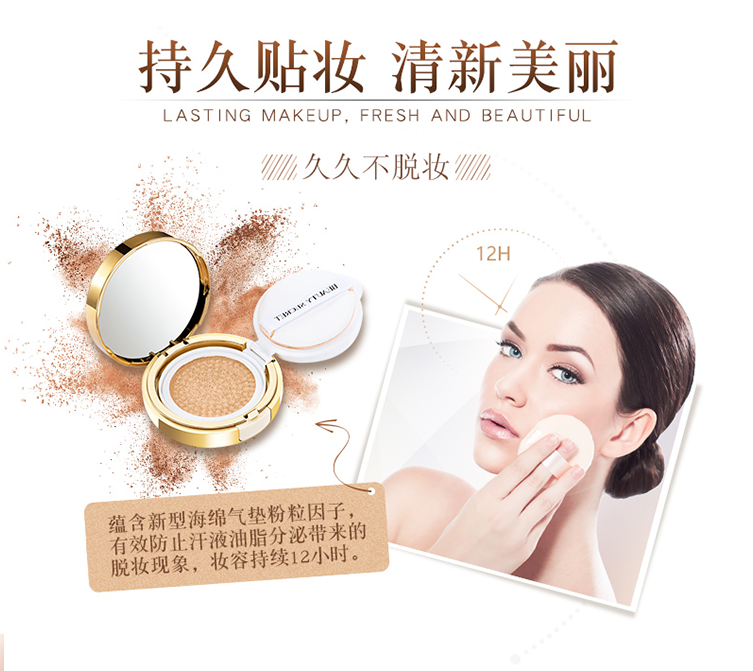 持久贴妆 清新美丽
LASTING MAKEUP, FRESH AND BEAUTIFUL
久久不脱妆
12H
蕴含新型海绵气垫粉粒因子，
有效防止汗液油脂分泌带来的
脱妆现象，妆容持续12小时。